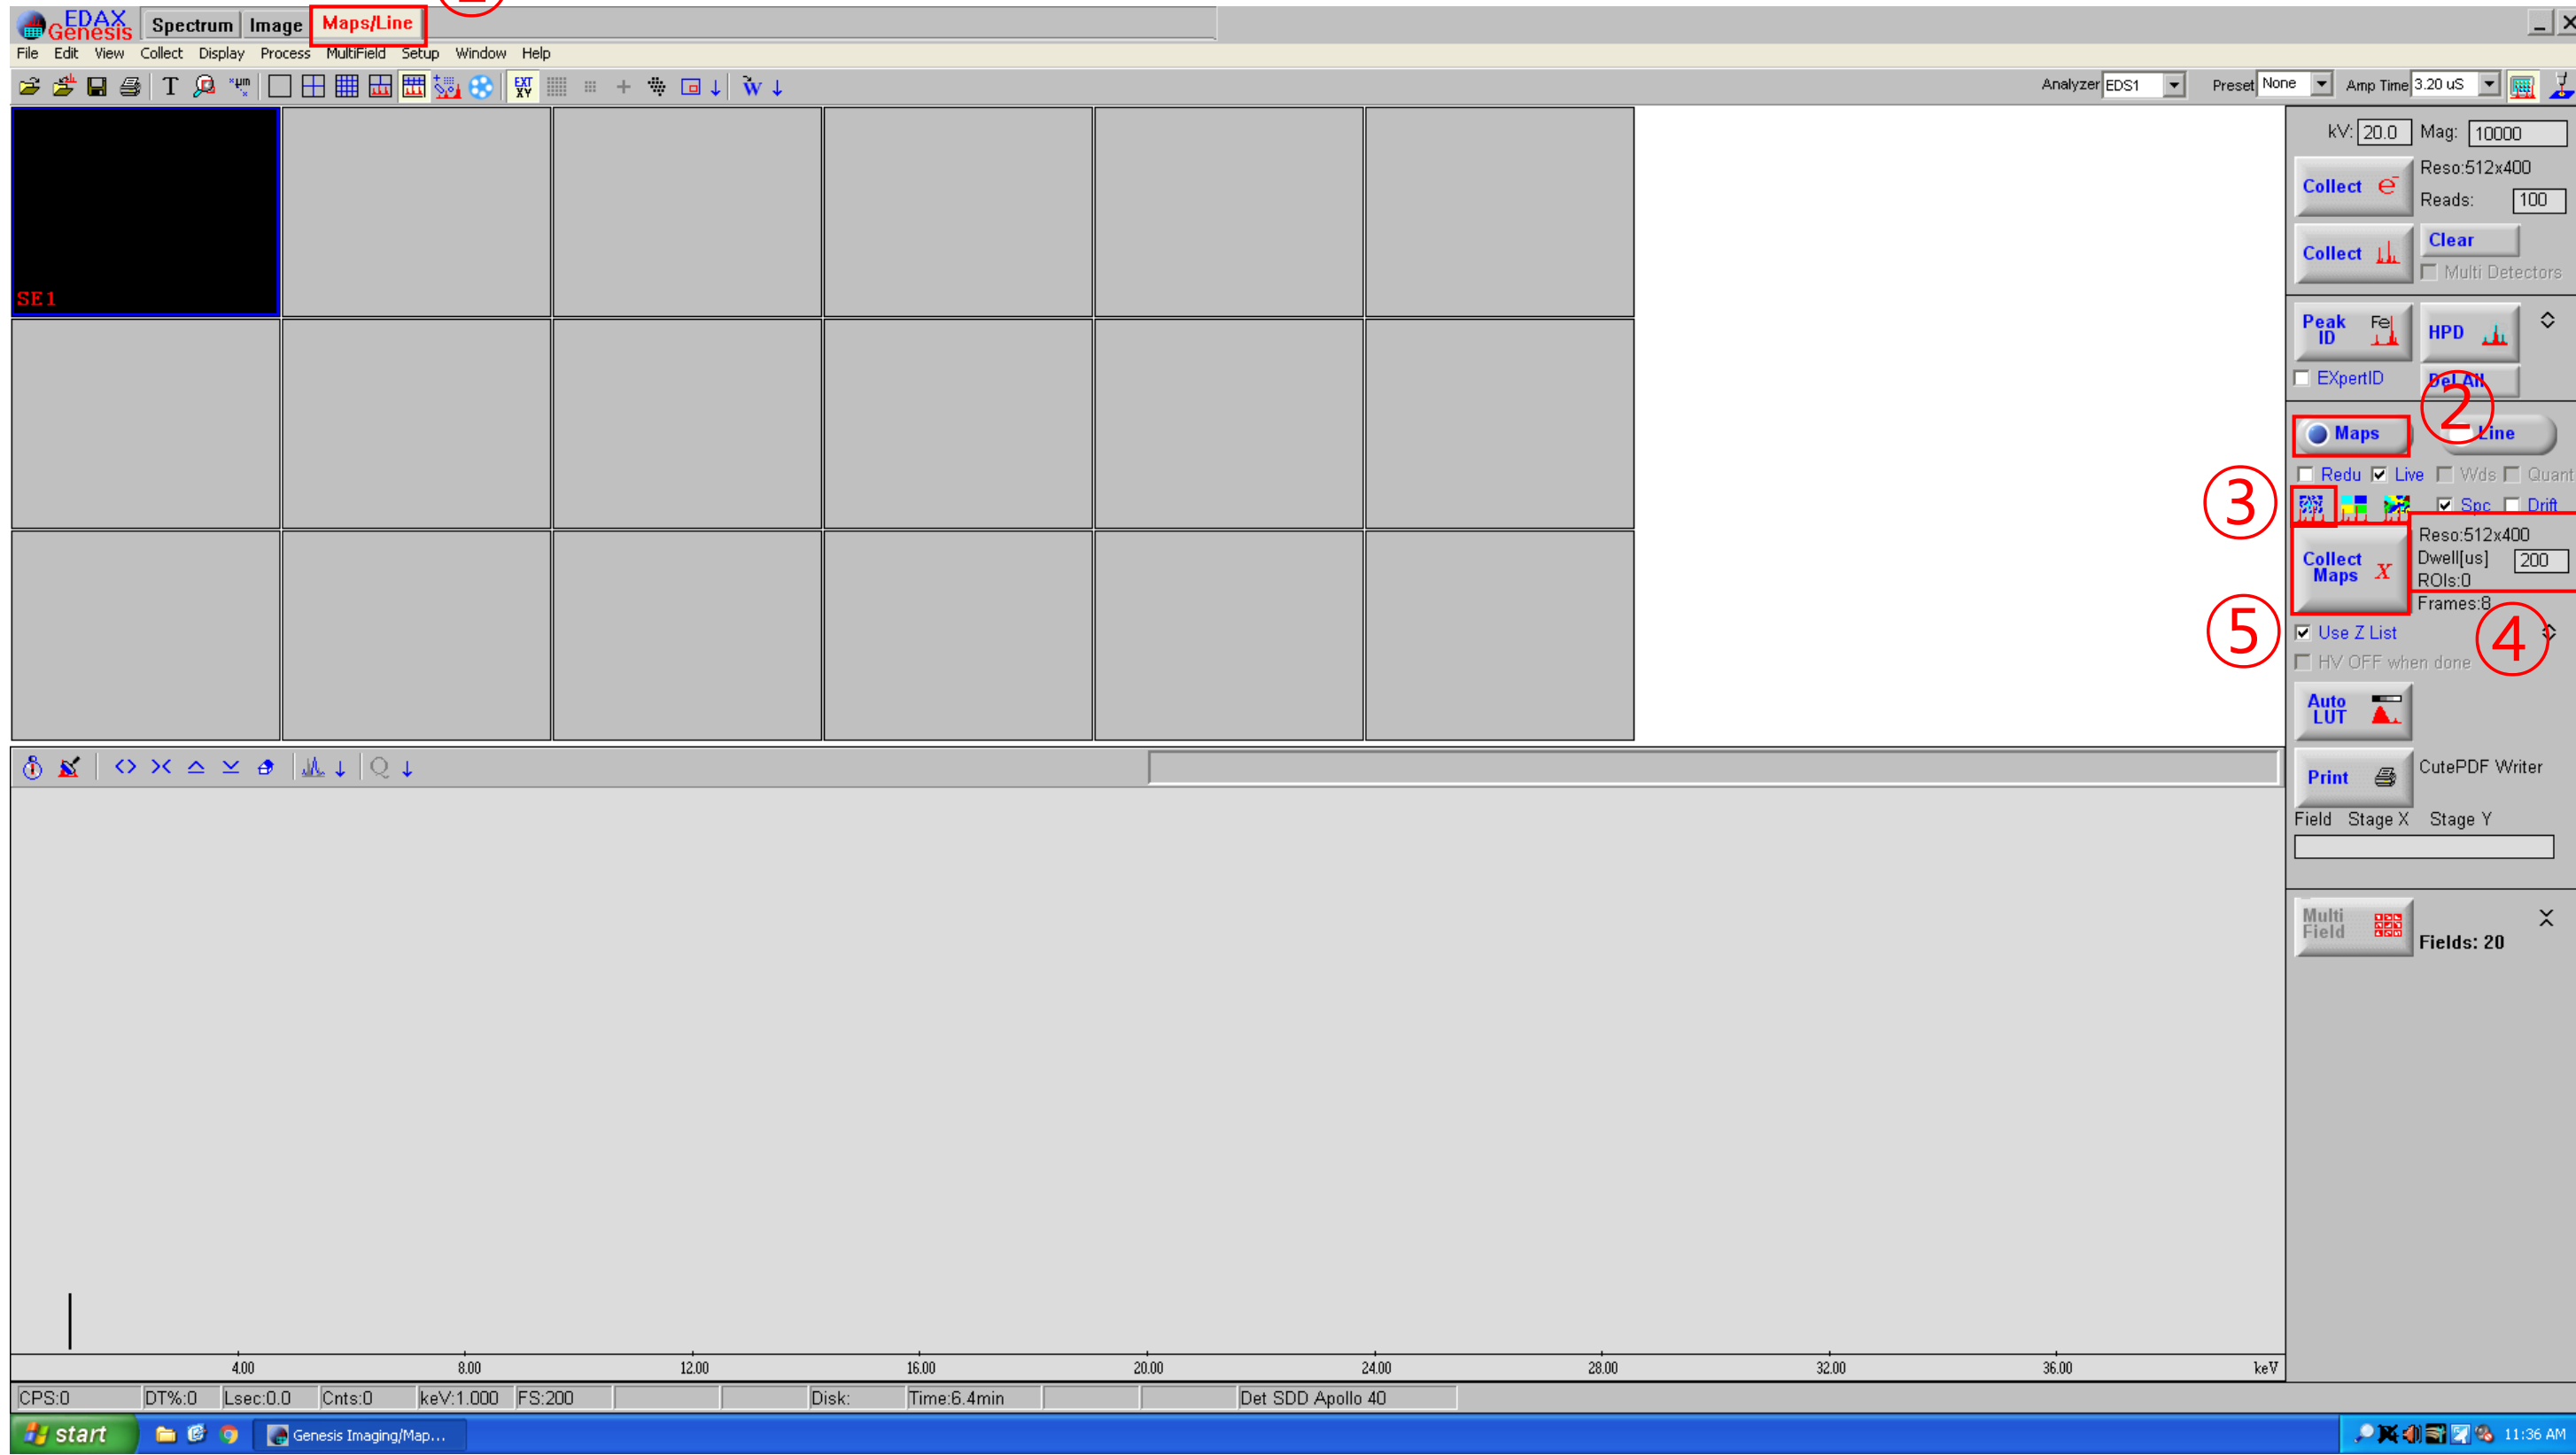 EDAX
Genesis
Spectrum Image Maps/Line
File Edit View Collect Display Process MultiField Setup Window Help
T EXT XY W Analyzer EDS1 Preset None Amp Time 3.20 uS
kV: 20.0 Mag: 10000
Collect e- Reso:512x400
Reads: 100
Collect Clear
Multi Detectors
SE1
Peak ID Fe HPD
EXpertID Del All
②
Maps Line
Redu Live Wds Quant
③ Spc Drift
Collect Maps x Reso:512x400
Dwell[us] 200
ROIs:0
Frames:8
⑤ Use Z List ④
HV OFF when done
Auto LUT
Print CutePDF Writer
Field Stage X Stage Y
Q
Multi Field Fields: 20
4.00 8.00 12.00 16.00 20.00 24.00 28.00 32.00 36.00 keV
CPS:0 DT%:0 Lsec:0.0 Cnts:0 keV:1.000 FS:200 Disk: Time:6.4min Det SDD Apollo 40
start Genesis Imaging/Map... 11:36 AM